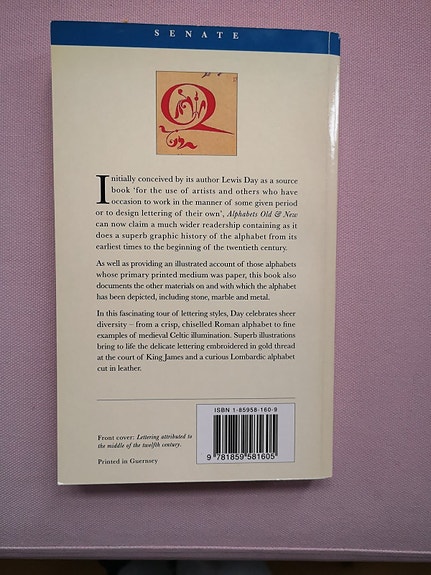 SENATE
Initially conceived by its author Lewis Day as a source
book ‘for the use of artists and others who have
occasion to work in the manner of some given period
or to design lettering of their own’, Alphabets Old & New
can now claim a much wider readership containing as it
does a superb graphic history of the alphabet from its
earliest times to the beginning of the twentieth century.
As well as providing an illustrated account of those alphabets
whose primary printed medium was paper, this book also
documents the other materials on and with which the alphabet
has been depicted, including stone, marble and metal.
In this fascinating tour of lettering styles, Day celebrates sheer
diversity – from a crisp, chiselled Roman alphabet to fine
examples of medieval Celtic illumination. Superb illustrations
bring to life the delicate lettering embroidered in gold thread
at the court of King James and a curious Lombardic alphabet
cut in leather.
Front cover: Lettering attributed to
the middle of the twelfth century.
Printed in Guernsey
ISBN 1-85958-160-9
9 781859 581605